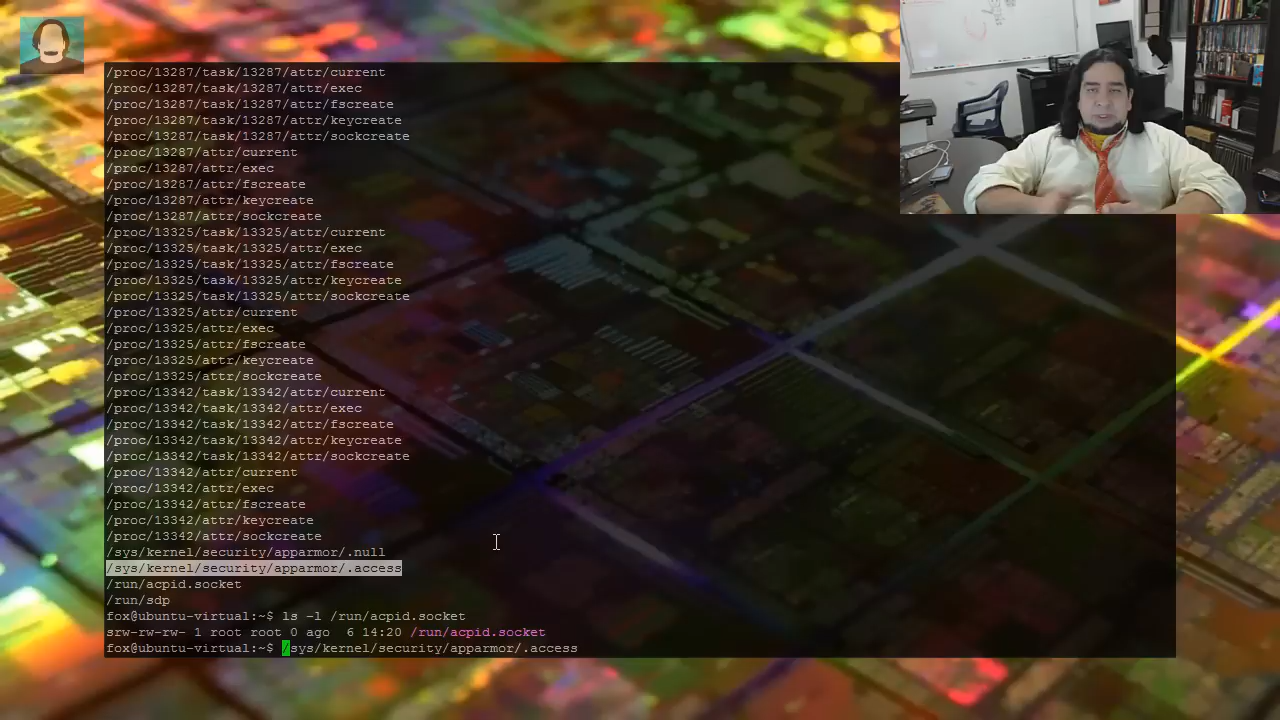 /proc/13287/task/13287/attr/current
/proc/13287/task/13287/attr/exec
/proc/13287/task/13287/attr/fscreate
/proc/13287/task/13287/attr/keycreate
/proc/13287/task/13287/attr/sockcreate
/proc/13287/attr/current
/proc/13287/attr/exec
/proc/13287/attr/fscreate
/proc/13287/attr/keycreate
/proc/13287/attr/sockcreate
/proc/13325/task/13325/attr/current
/proc/13325/task/13325/attr/exec
/proc/13325/task/13325/attr/fscreate
/proc/13325/task/13325/attr/keycreate
/proc/13325/task/13325/attr/sockcreate
/proc/13325/attr/current
/proc/13325/attr/exec
/proc/13325/attr/fscreate
/proc/13325/attr/keycreate
/proc/13325/attr/sockcreate
/proc/13342/task/13342/attr/current
/proc/13342/task/13342/attr/exec
/proc/13342/task/13342/attr/fscreate
/proc/13342/task/13342/attr/keycreate
/proc/13342/task/13342/attr/sockcreate
/proc/13342/attr/current
/proc/13342/attr/exec
/proc/13342/attr/fscreate
/proc/13342/attr/keycreate
/proc/13342/attr/sockcreate
/sys/kernel/security/apparmor/.null
/sys/kernel/security/apparmor/.access
/run/acpid.socket
/run/sdp
fox@ubuntu-virtual:~$ ls -l /run/acpid.socket
srw-rw-rw- 1 root root 0 ago  6 14:20 /run/acpid.socket
fox@ubuntu-virtual:~$ /sys/kernel/security/apparmor/.access